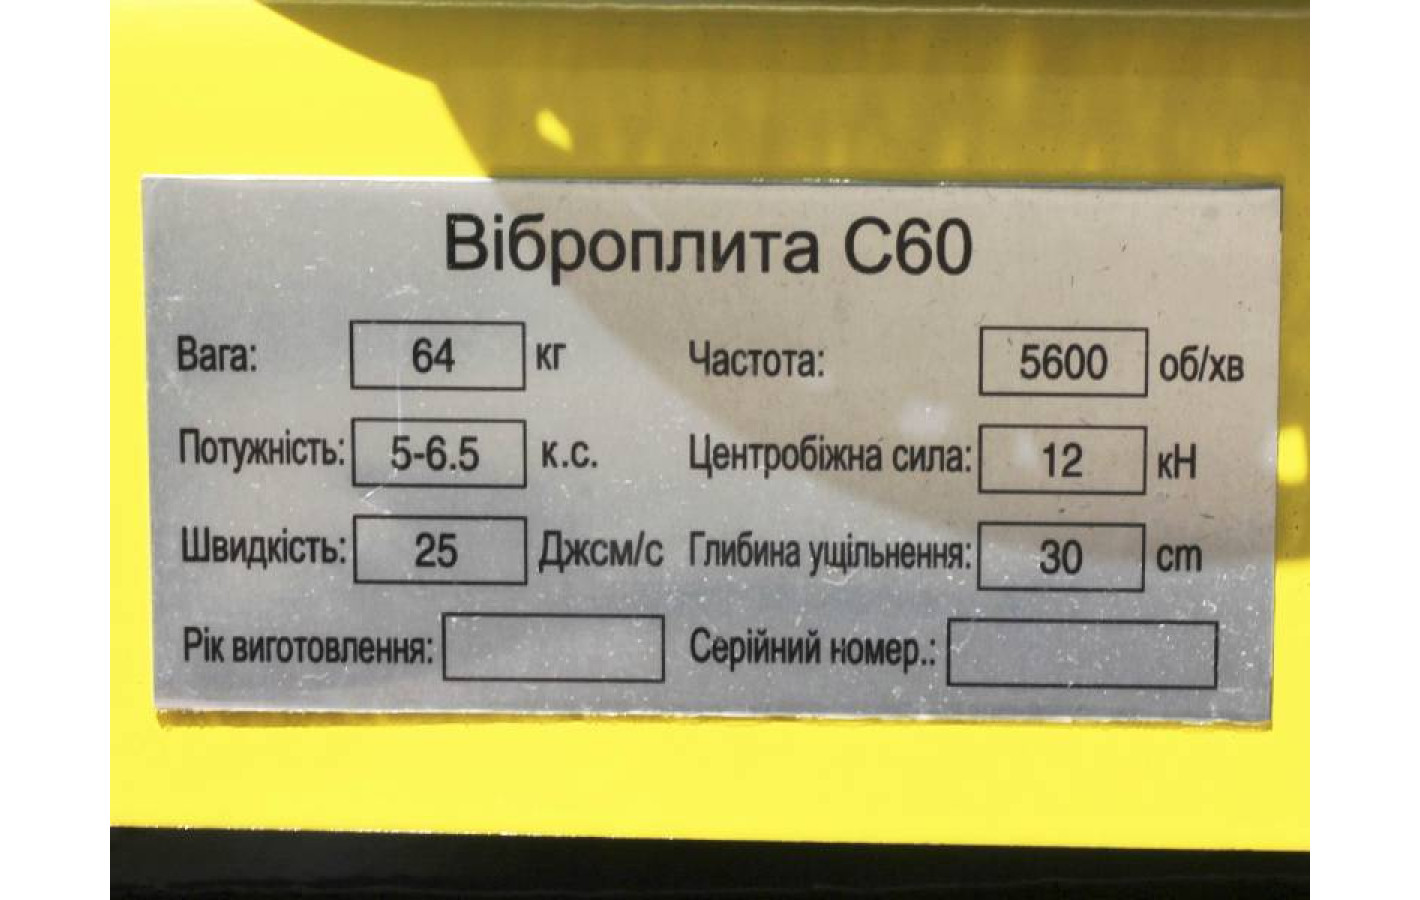 Віброплита С60
Вага: 64 кг Частота: 5600 об/хв
Потужність: 5-6.5 к.с. Центробіжна сила: 12 кН
Швидкість: 25 Джсм/с Глибина ущільнення: 30 cm
Рік виготовлення: Серійний номер.: